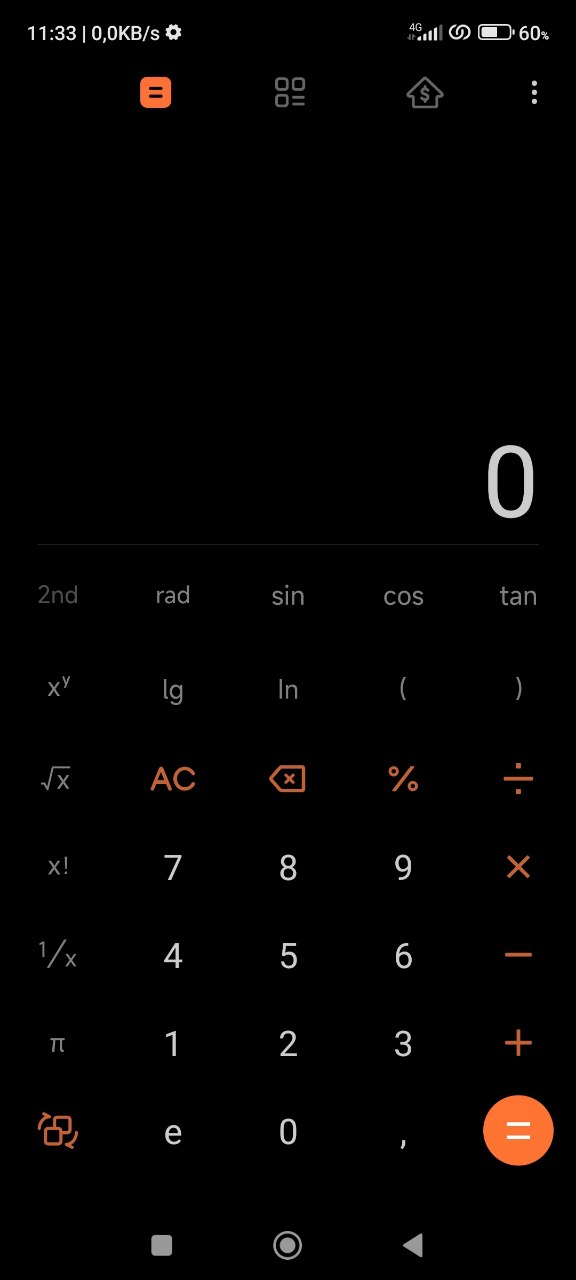 11:33 | 0,0KB/s 4G 60%
0
2nd rad sin cos tan
xʸ lg ln ( )
√x AC % ÷
x! 7 8 9 ×
1/x 4 5 6 −
π 1 2 3 +
e 0 , =